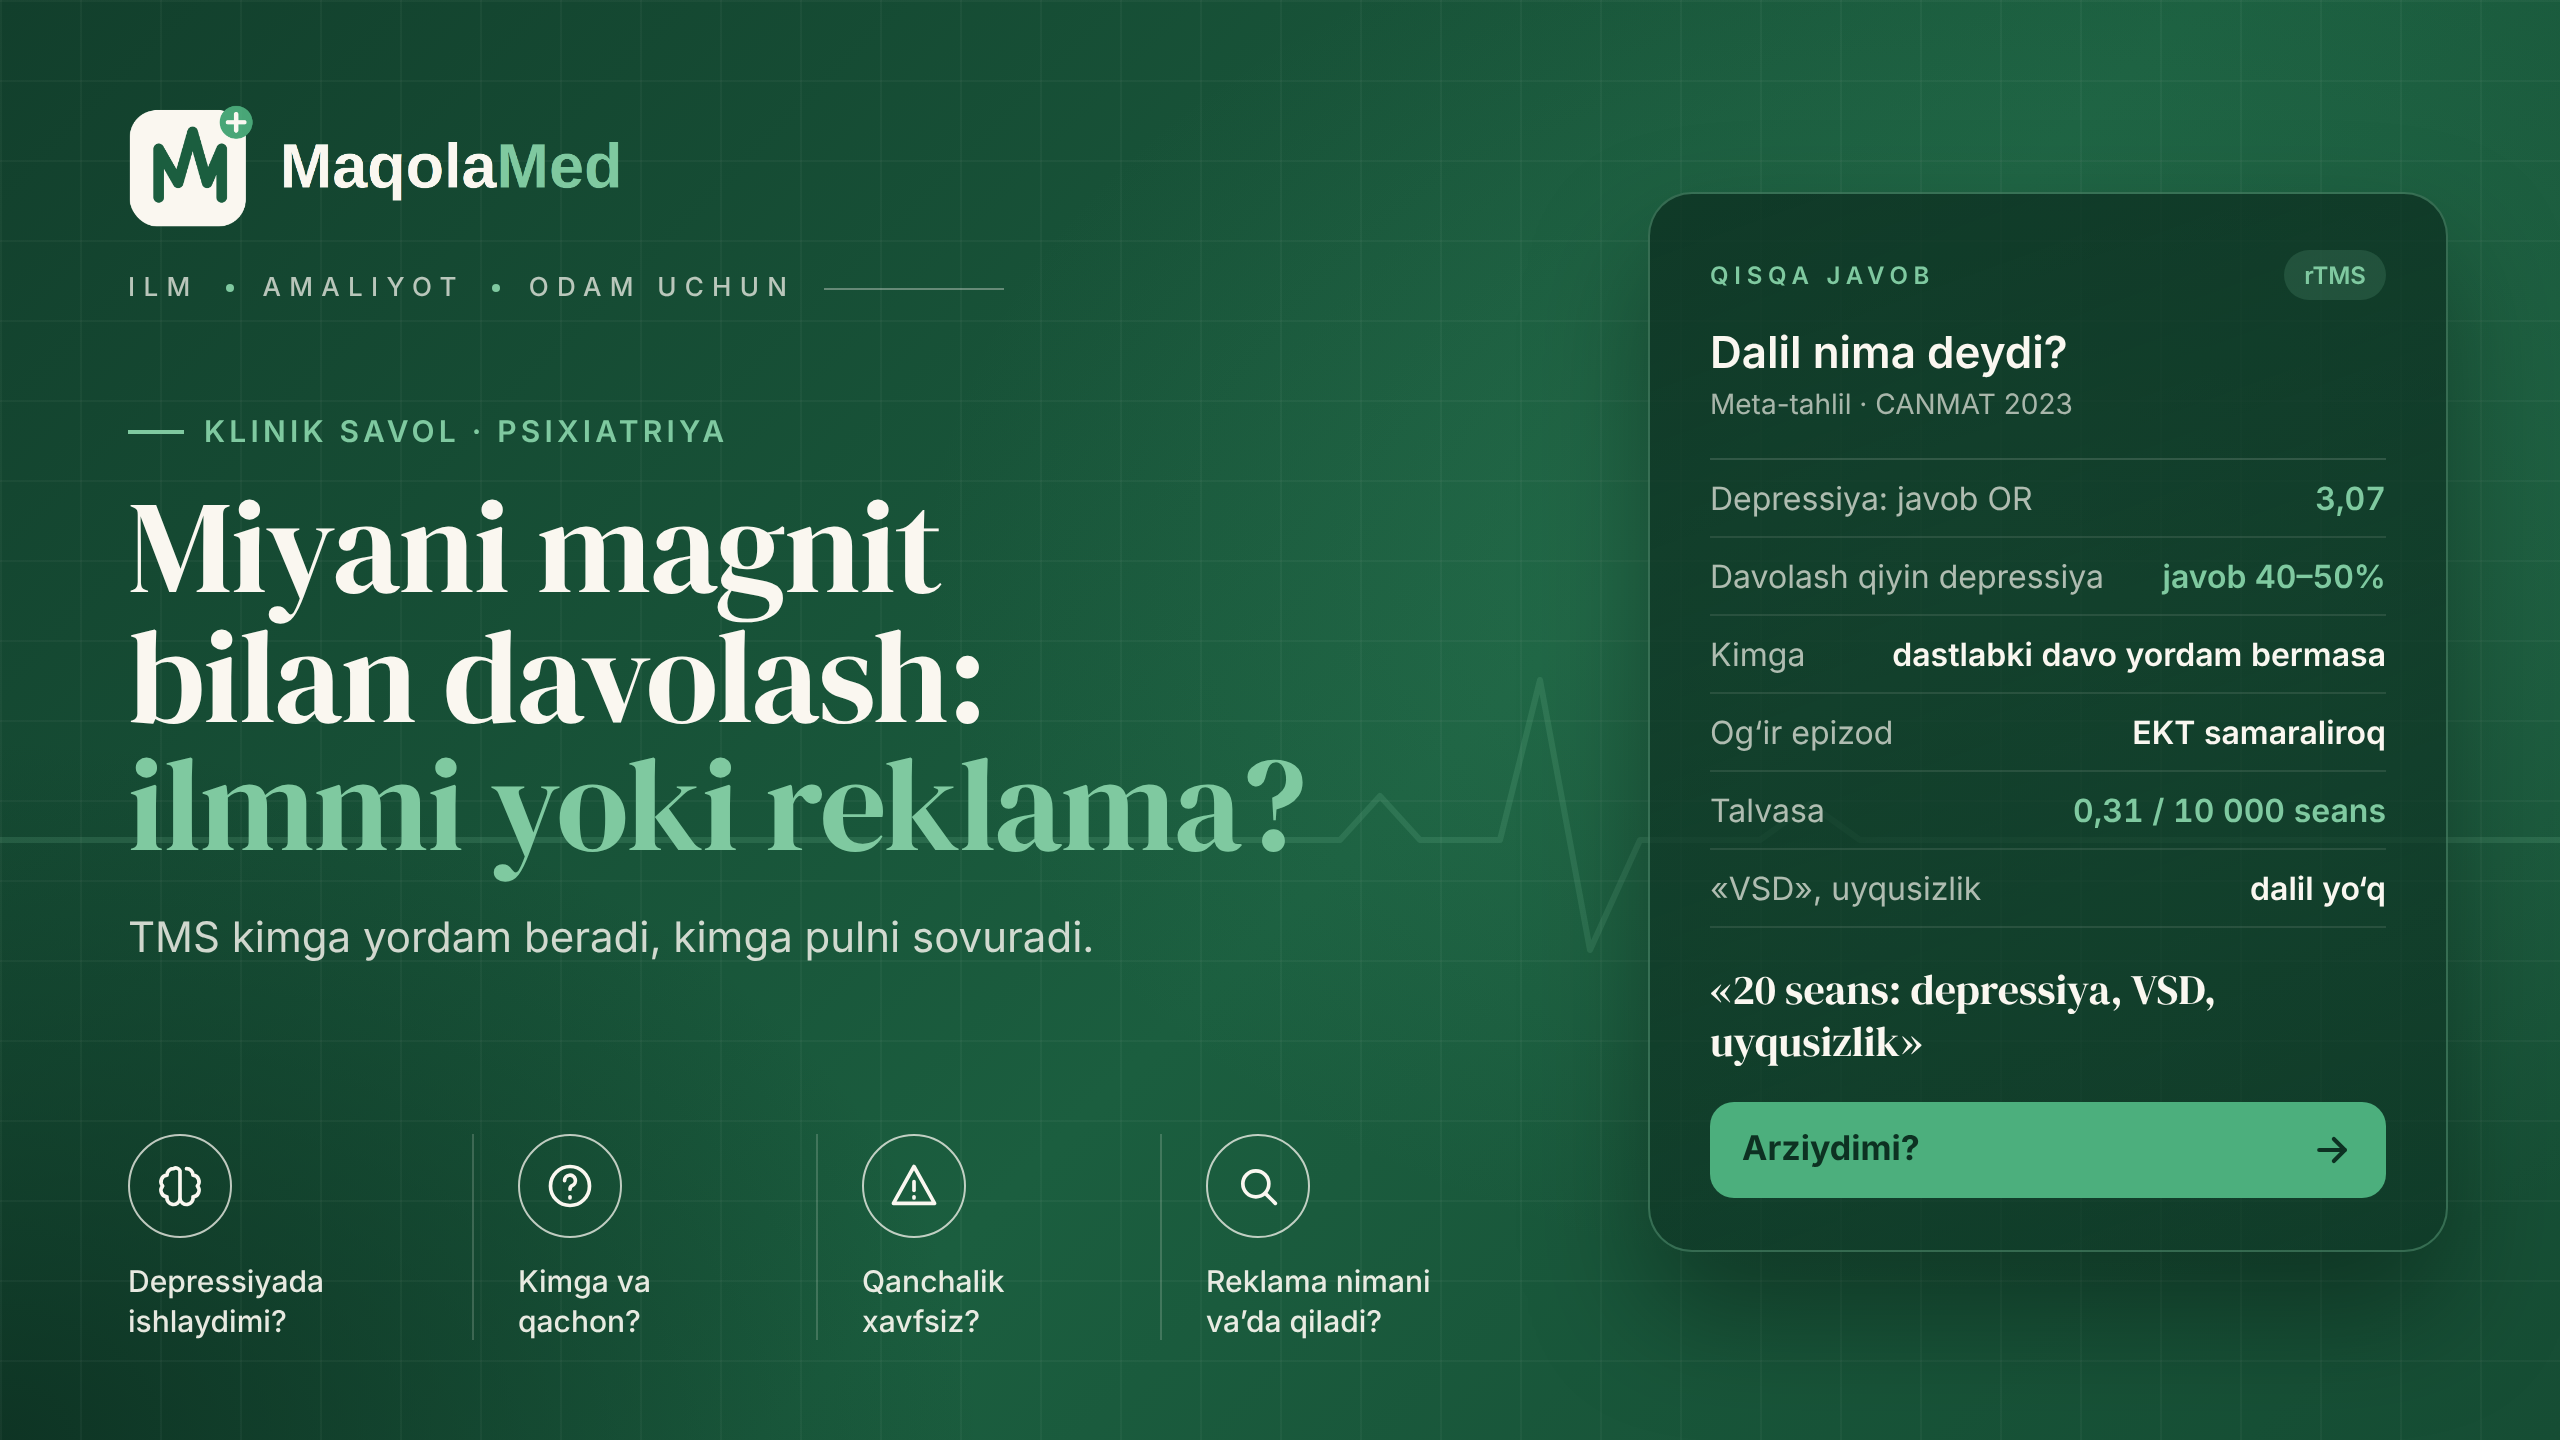 MaqolaMed
ILM • AMALIYOT • ODAM UCHUN
KLINIK SAVOL · PSIXIATRIYA
Miyani magnit
bilan davolash:
ilmmi yoki reklama?
TMS kimga yordam beradi, kimga pulni sovuradi.
Depressiyada
ishlaydimi?
Kimga va
qachon?
Qanchalik
xavfsiz?
Reklama nimani
va’da qiladi?
QISQA JAVOB rTMS
Dalil nima deydi?
Meta-tahlil · CANMAT 2023
Depressiya: javob OR 3,07
Davolash qiyin depressiya javob 40–50%
Kimga dastlabki davo yordam bermasa
Og‘ir epizod EKT samaraliroq
Talvasa 0,31 / 10 000 seans
«VSD», uyqusizlik dalil yo‘q
«20 seans: depressiya, VSD,
uyqusizlik»
Arziydimi? →